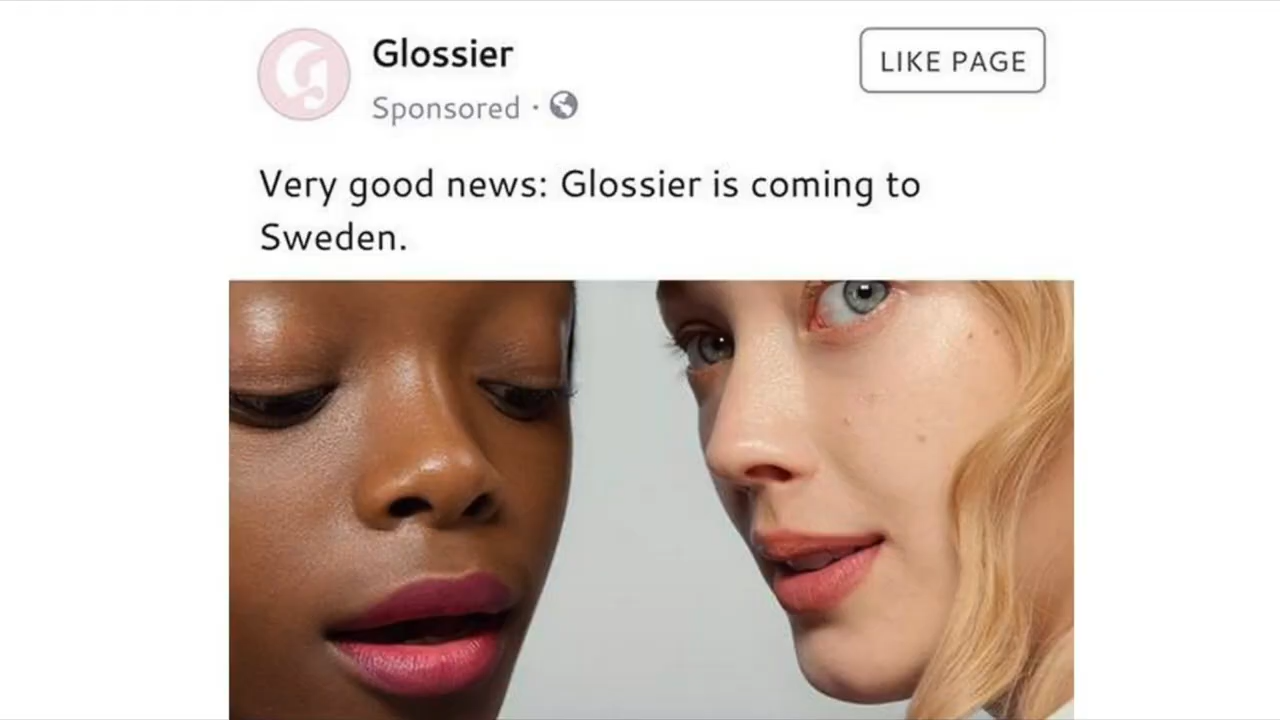 Glossier
LIKE PAGE
Sponsored ·
Very good news: Glossier is coming to
Sweden.